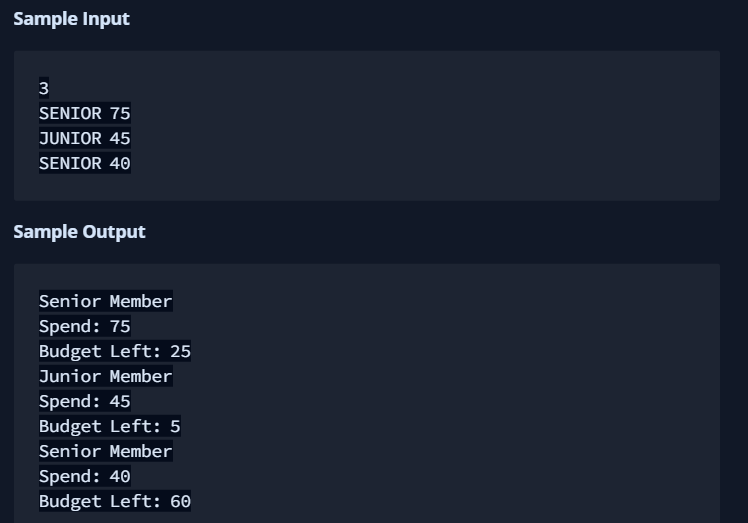 Sample Input
3
SENIOR 75
JUNIOR 45
SENIOR 40
Sample Output
Senior Member
Spend: 75
Budget Left: 25
Junior Member
Spend: 45
Budget Left: 5
Senior Member
Spend: 40
Budget Left: 60